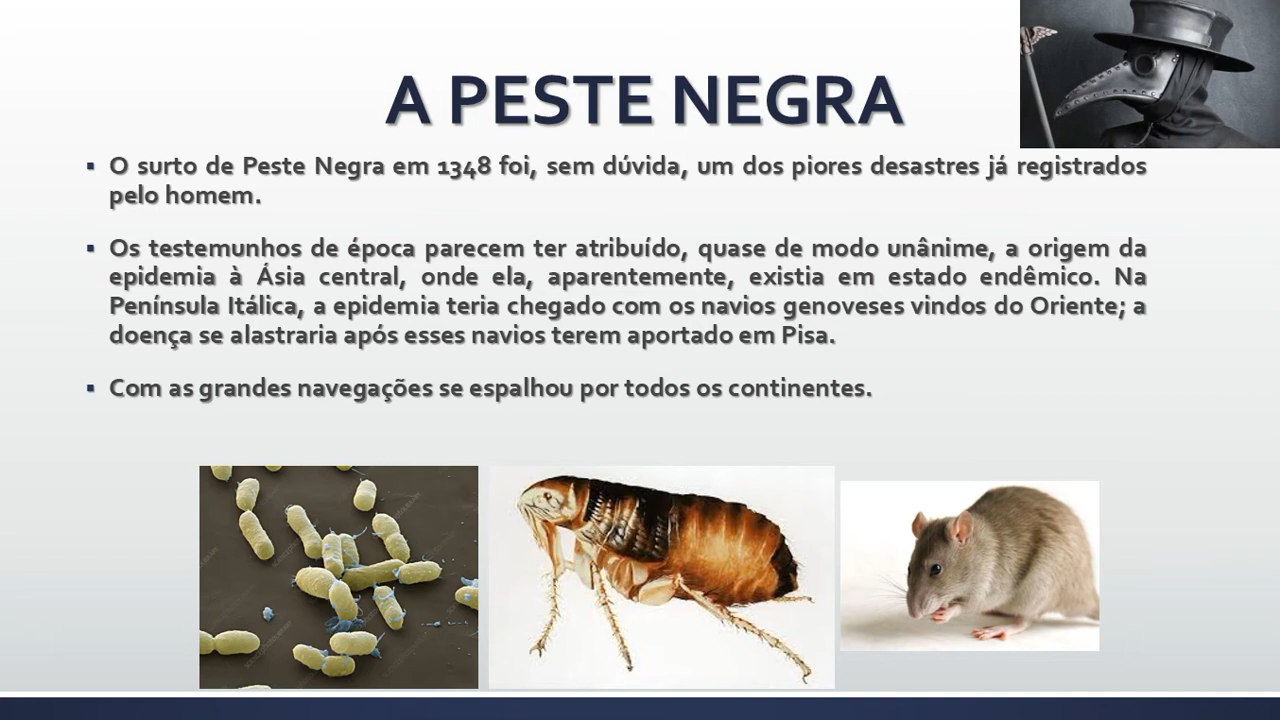 A PESTE NEGRA
▪ O surto de Peste Negra em 1348 foi, sem dúvida, um dos piores desastres já registrados
pelo homem.
▪ Os testemunhos de época parecem ter atribuído, quase de modo unânime, a origem da
epidemia à Ásia central, onde ela, aparentemente, existia em estado endêmico. Na
Península Itálica, a epidemia teria chegado com os navios genoveses vindos do Oriente; a
doença se alastraria após esses navios terem aportado em Pisa.
▪ Com as grandes navegações se espalhou por todos os continentes.